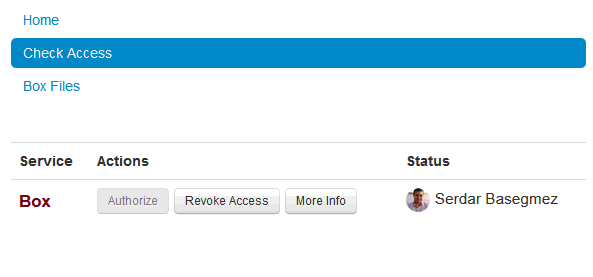 Home
Check Access
Box Files
Service Actions Status
Box Authorize Revoke Access More Info Serdar Basegmez